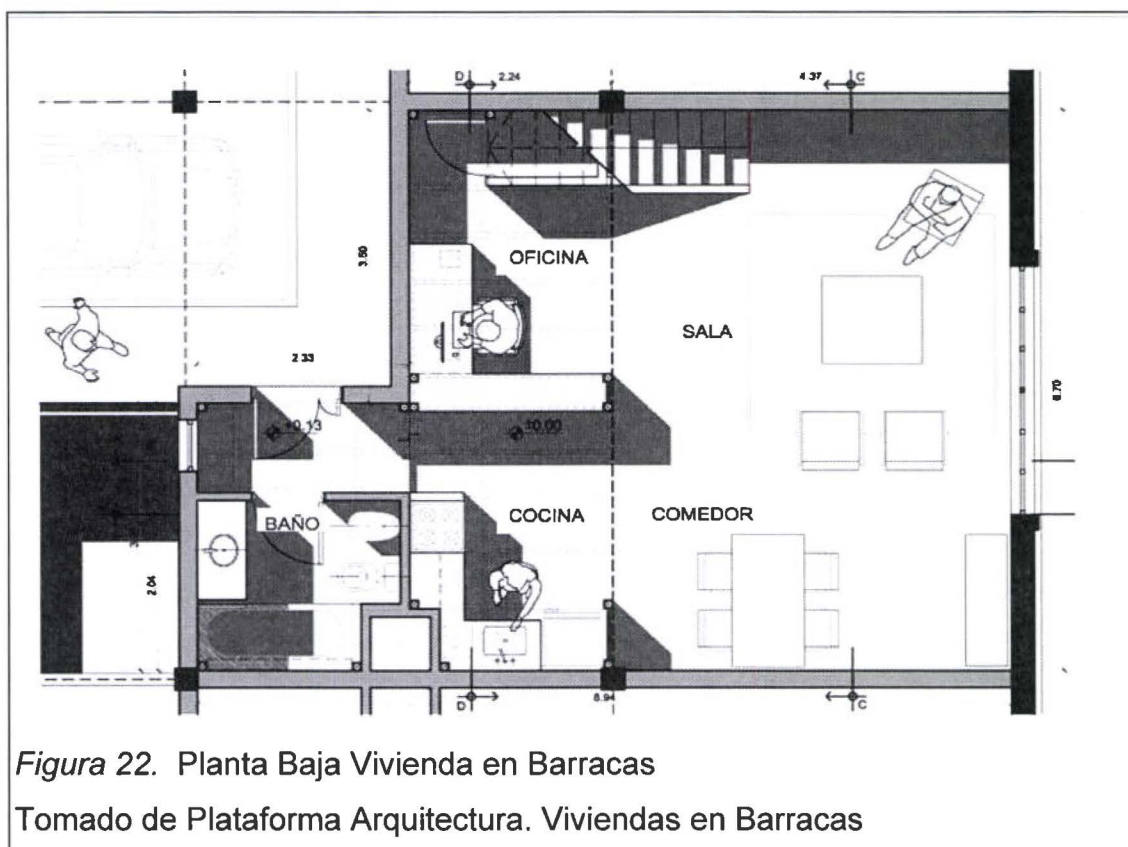 D 2.24 4.37 C
3.50
OFICINA
SALA
2.33
6.70
+0.13 ±0.00
BAÑO COCINA COMEDOR
2.04
D 8.94 C
Figura 22. Planta Baja Vivienda en Barracas
Tomado de Plataforma Arquitectura. Viviendas en Barracas